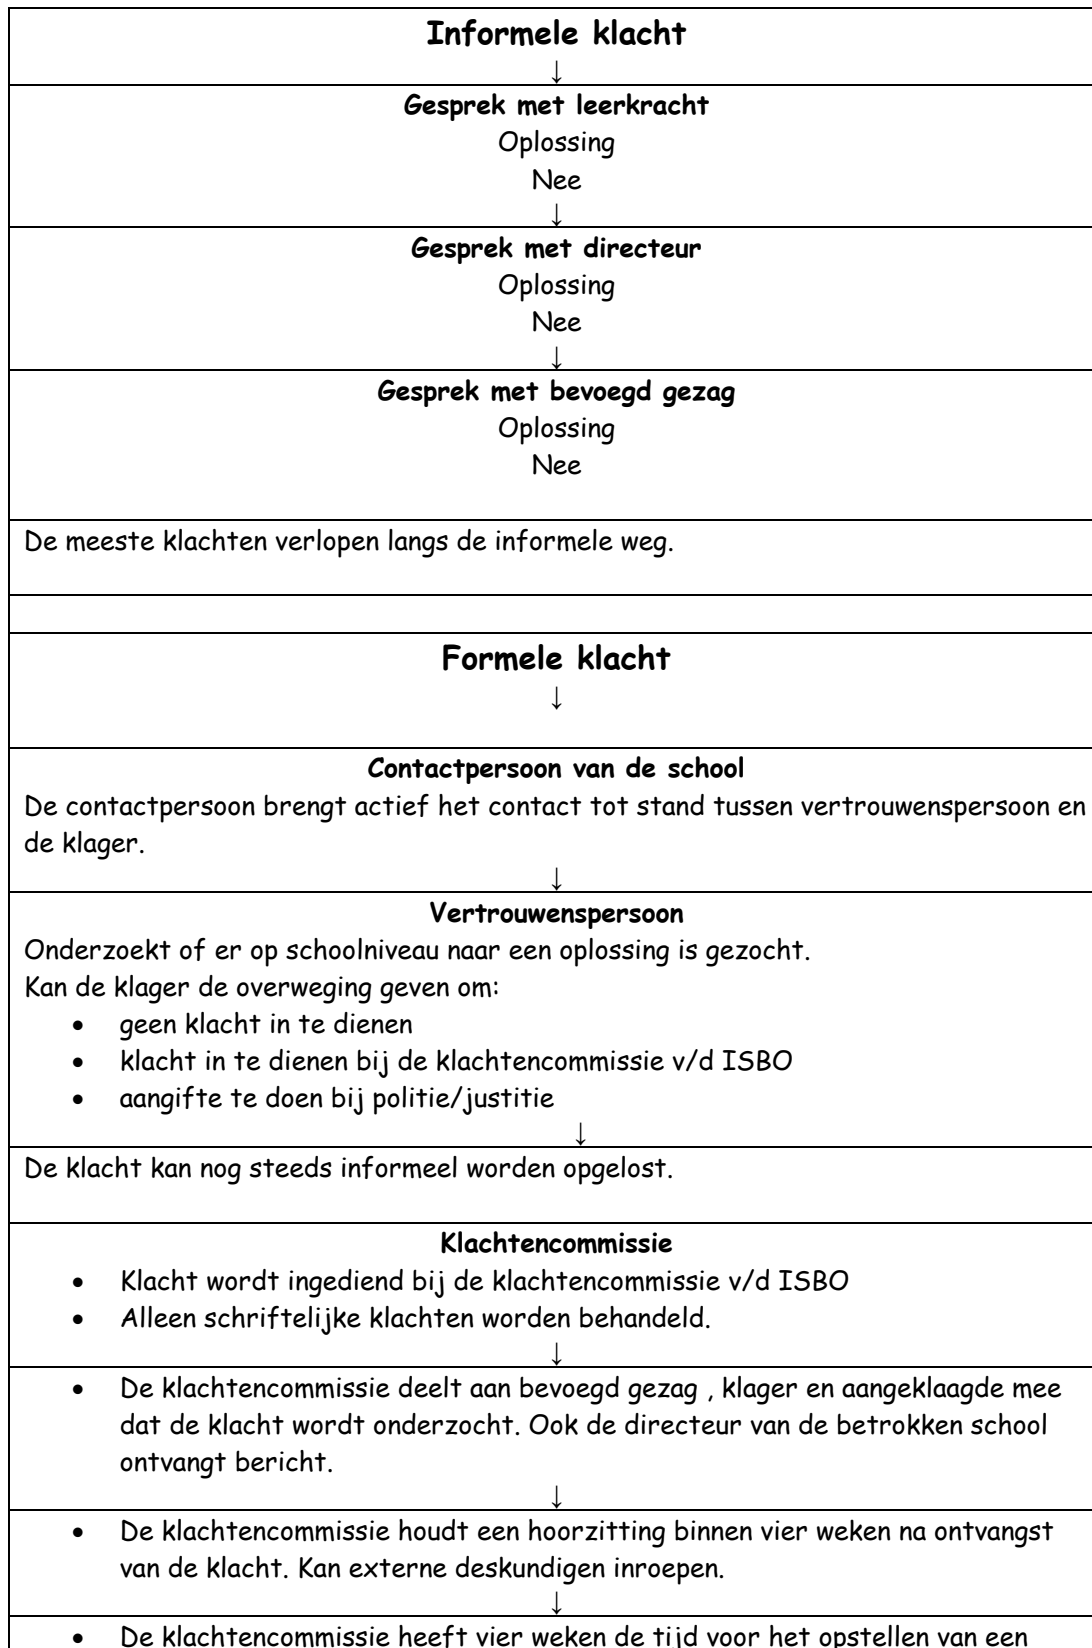 Informele klacht
↓
Gesprek met leerkracht
Oplossing
Nee
↓
Gesprek met directeur
Oplossing
Nee
↓
Gesprek met bevoegd gezag
Oplossing
Nee
De meeste klachten verlopen langs de informele weg.
Formele klacht
↓
Contactpersoon van de school
De contactpersoon brengt actief het contact tot stand tussen vertrouwenspersoon en
de klager.
↓
Vertrouwenspersoon
Onderzoekt of er op schoolniveau naar een oplossing is gezocht.
Kan de klager de overweging geven om:
• geen klacht in te dienen
• klacht in te dienen bij de klachtencommissie v/d ISBO
• aangifte te doen bij politie/justitie
↓
De klacht kan nog steeds informeel worden opgelost.
Klachtencommissie
• Klacht wordt ingediend bij de klachtencommissie v/d ISBO
• Alleen schriftelijke klachten worden behandeld.
↓
• De klachtencommissie deelt aan bevoegd gezag , klager en aangeklaagde mee
dat de klacht wordt onderzocht. Ook de directeur van de betrokken school
ontvangt bericht.
↓
• De klachtencommissie houdt een hoorzitting binnen vier weken na ontvangst
van de klacht. Kan externe deskundigen inroepen.
↓
• De klachtencommissie heeft vier weken de tijd voor het opstellen van een